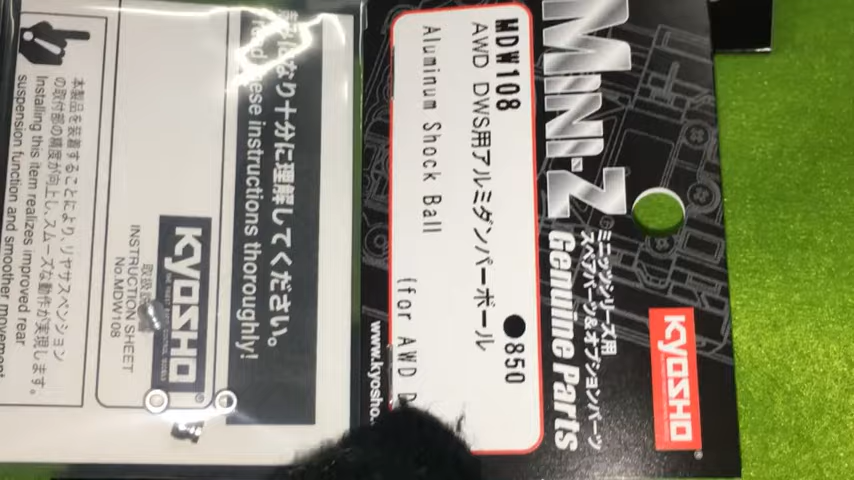 MINI-Z
ミニッツシリーズ用
スペアパーツ&オプションパーツ
Genuine Parts
KYOSHO
MDW108
●850
AWD DWS用アルミダンパーボール
Aluminum Shock Ball
(for AWD D
www.kyosho.
なり十分に理解してください。
these instructions thoroughly!
KYOSHO
INSTRUCTION SHEET
No.MDW108
本製品を装着することにより、リヤサスペンション
の取付部の精度が向上し、スムーズな動作が実現します。
Installing this item realizes improved rear
suspension function and smoother movement